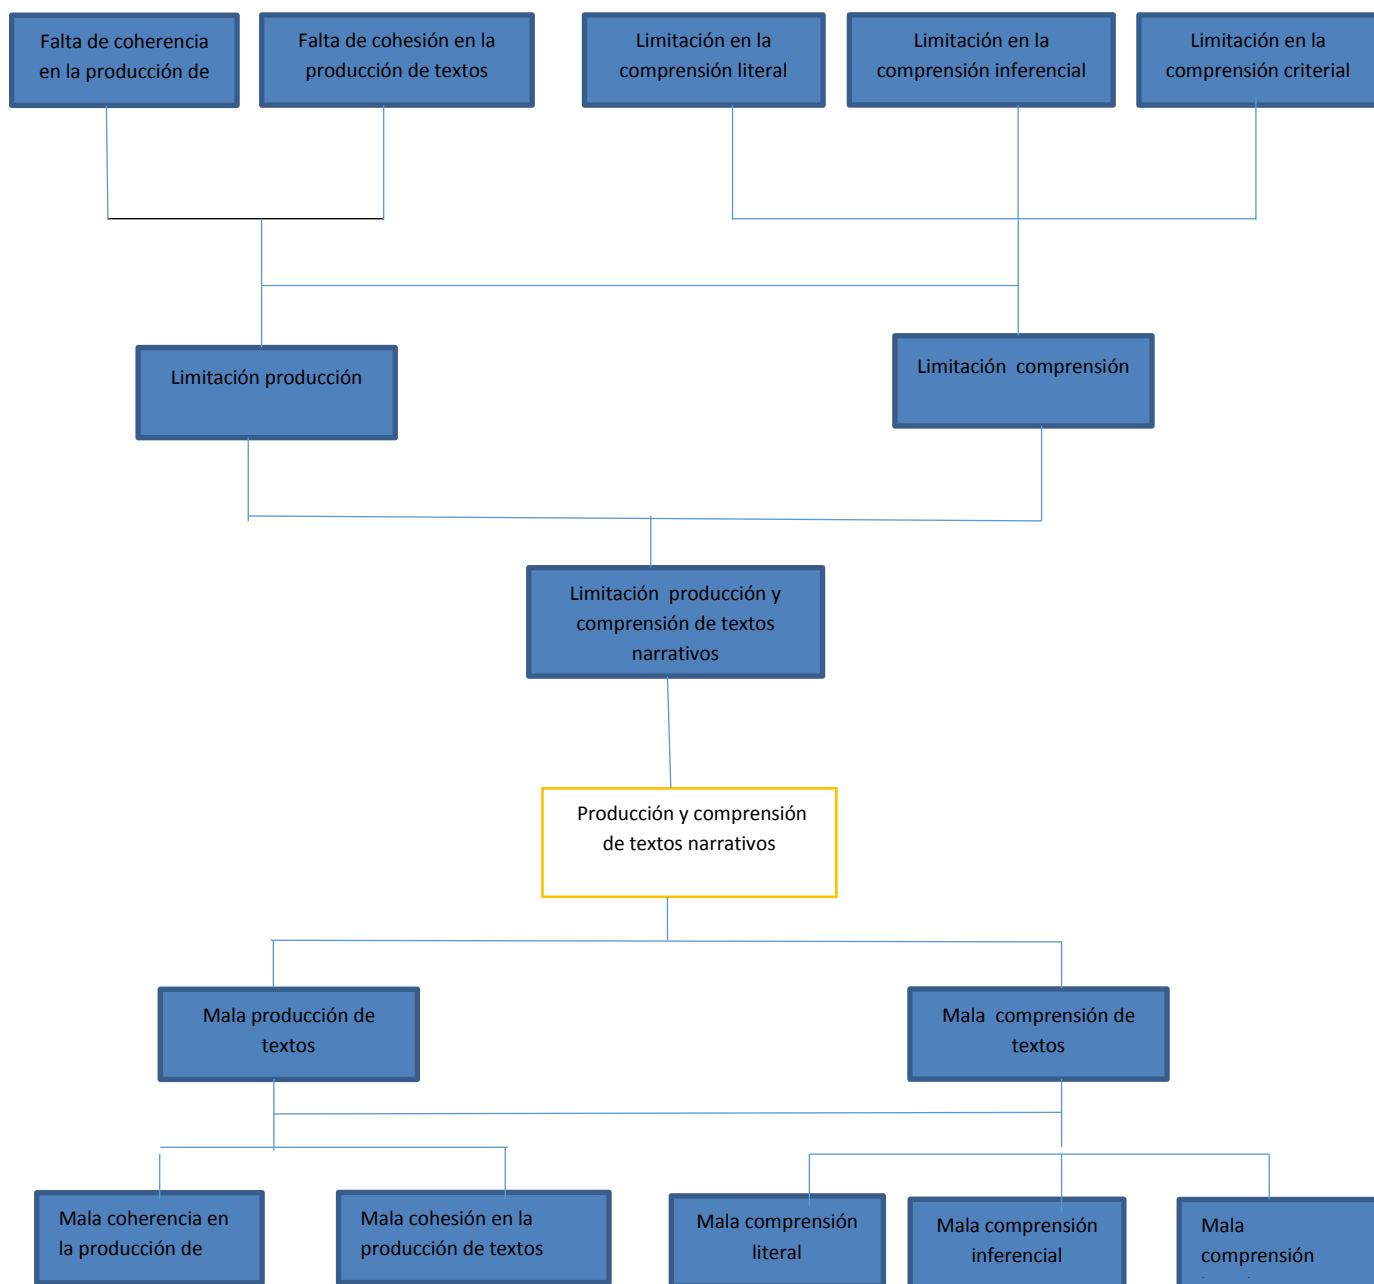 Falta de coherencia
en la producción de
Falta de cohesión en la
producción de textos
Limitación en la
comprensión literal
Limitación en la
comprensión inferencial
Limitación en la
comprensión criterial
Limitación producción
Limitación  comprensión
Limitación  producción y
comprensión de textos
narrativos
Producción y comprensión
de textos narrativos
Mala producción de
textos
Mala  comprensión de
textos
Mala coherencia en
la producción de
Mala cohesión en la
producción de textos
Mala comprensión
literal
Mala comprensión
inferencial
Mala
comprensión